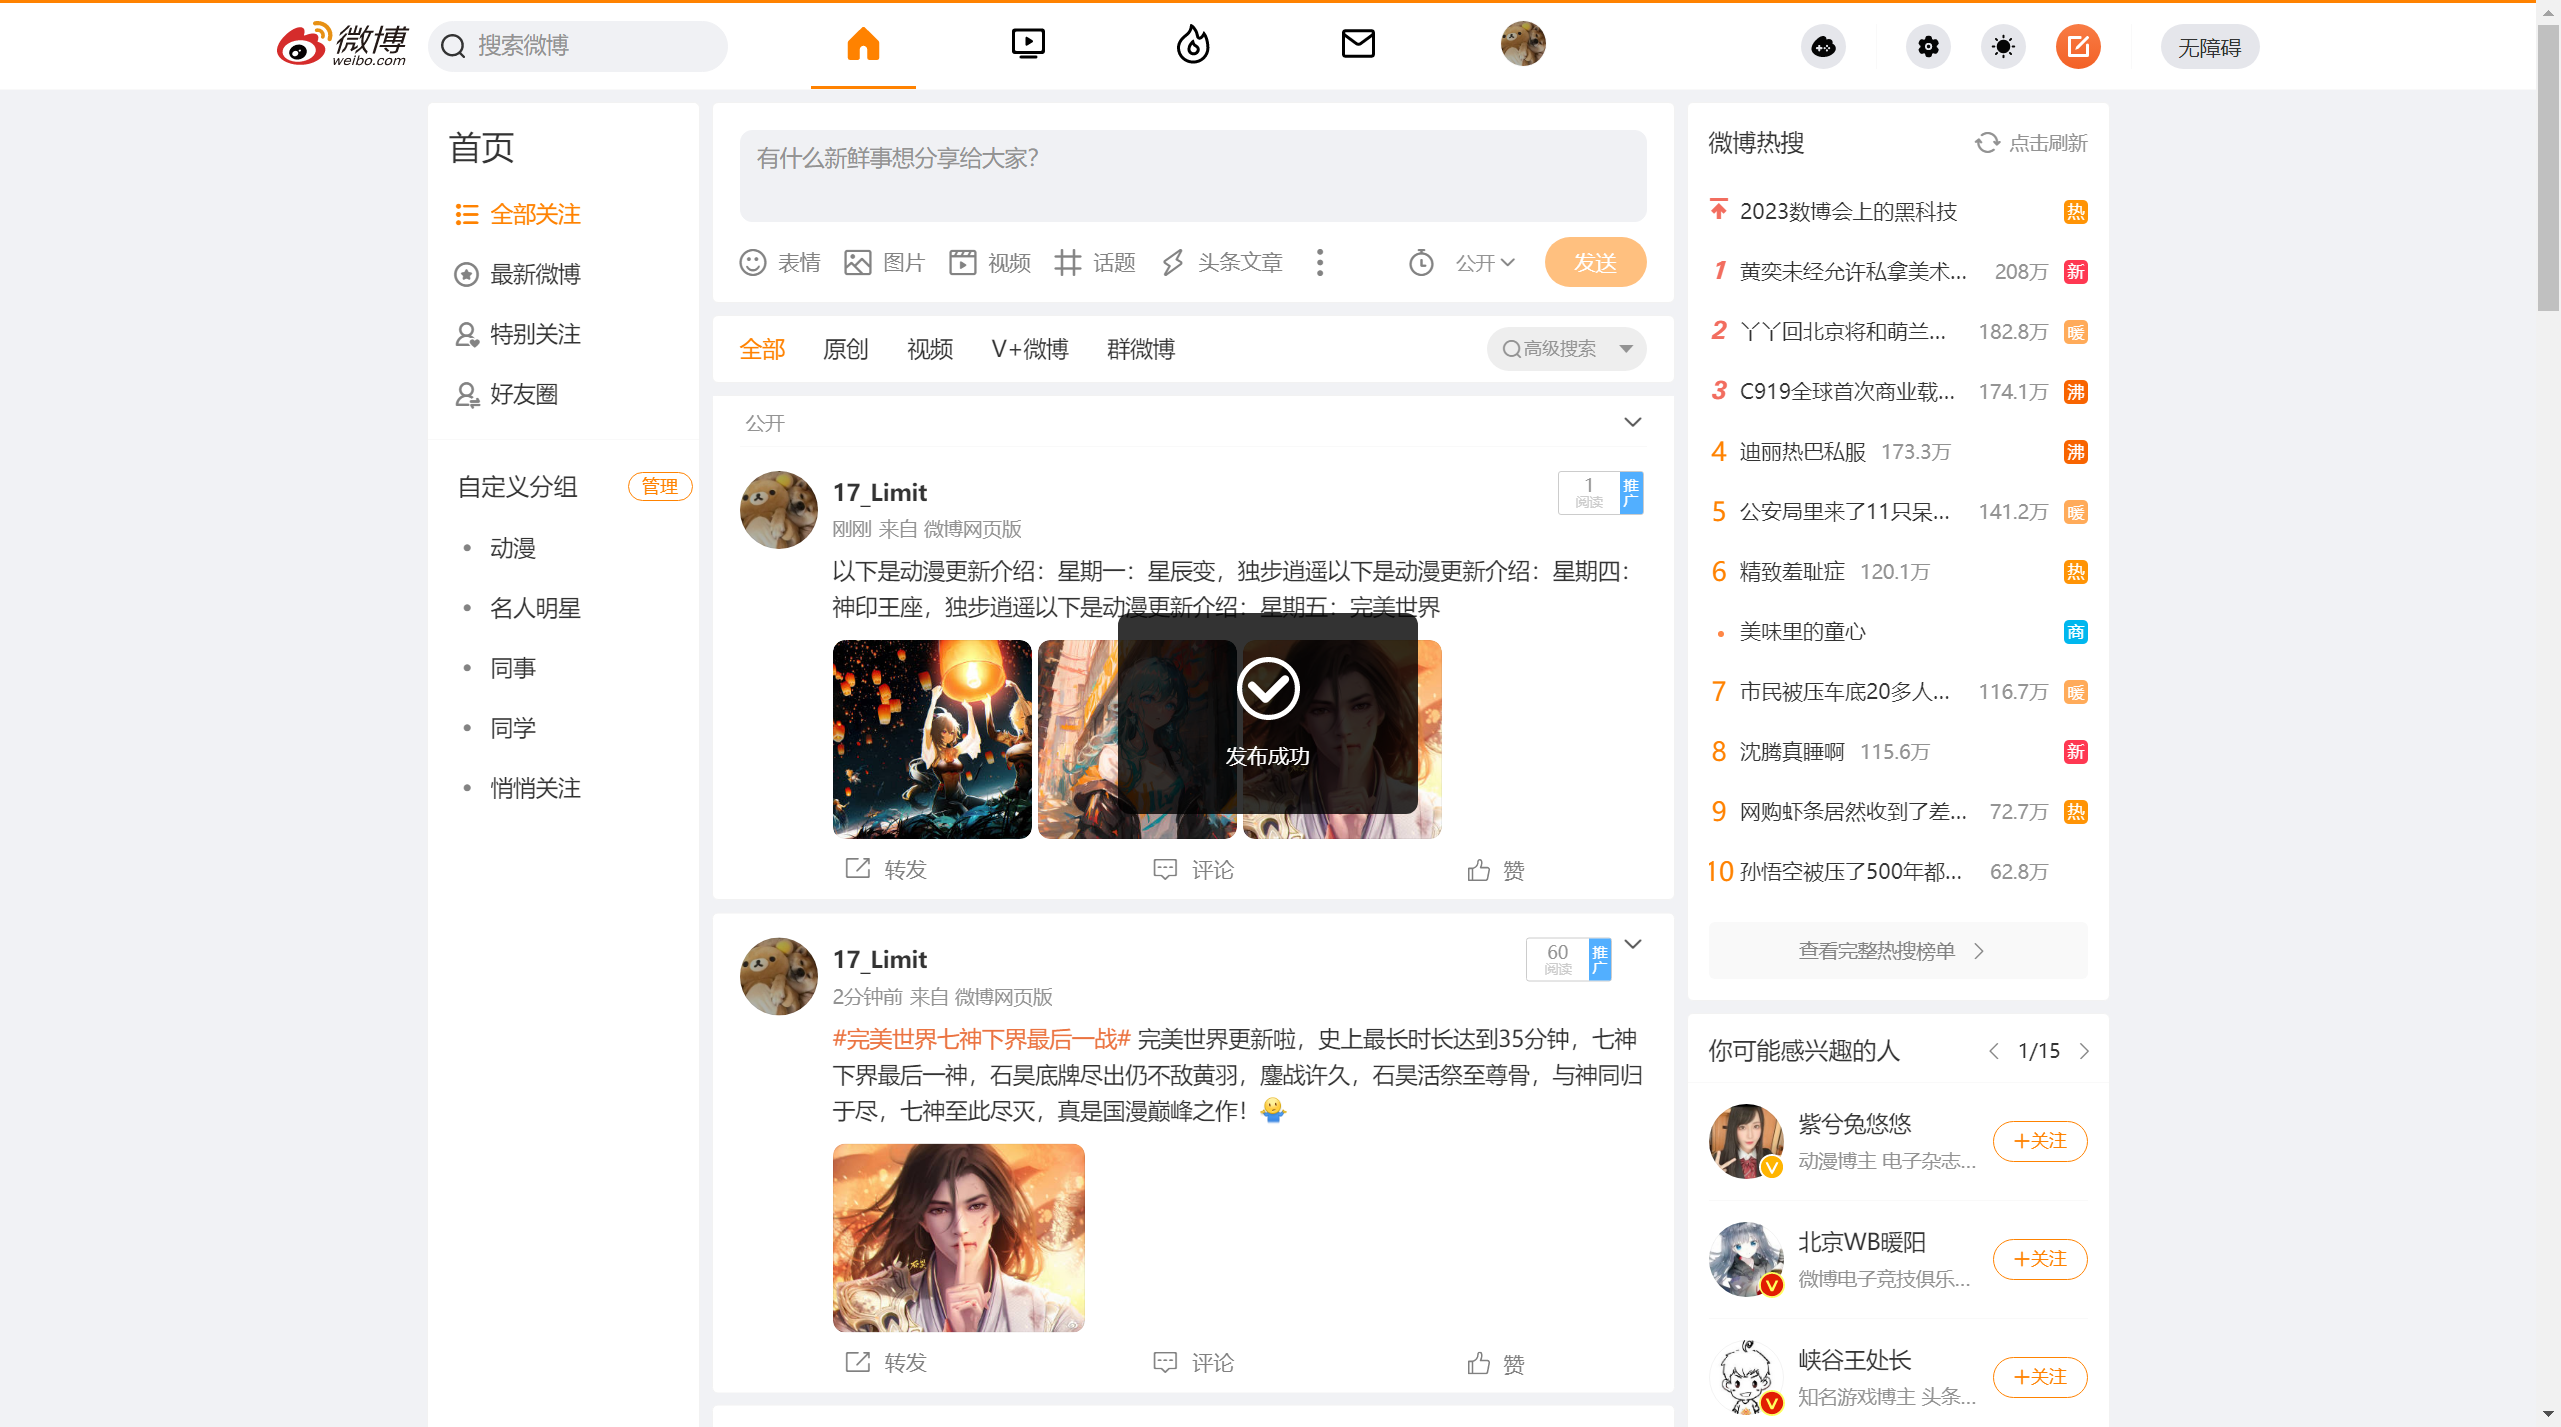 微博
weibo.com
搜索微博
无障碍
首页
全部关注
最新微博
特别关注
好友圈
自定义分组 管理
动漫
名人明星
同事
同学
悄悄关注
有什么新鲜事想分享给大家？
表情 图片 视频 话题 头条文章 公开 发送
全部 原创 视频 V+微博 群微博 高级搜索
公开
17_Limit
1 阅读 推广
刚刚 来自 微博网页版
以下是动漫更新介绍：星期一：星辰变，独步逍遥以下是动漫更新介绍：星期四：
神印王座，独步逍遥以下是动漫更新介绍：星期五：完美世界
发布成功
转发 评论 赞
17_Limit
60 阅读 推广
2分钟前 来自 微博网页版
#完美世界七神下界最后一战# 完美世界更新啦，史上最长时长达到35分钟，七神
下界最后一神，石昊底牌尽出仍不敌黄羽，鏖战许久，石昊活祭至尊骨，与神同归
于尽，七神至此尽灭，真是国漫巅峰之作！
转发 评论 赞
微博热搜 点击刷新
2023数博会上的黑科技 热
1 黄奕未经允许私拿美术... 208万 新
2 丫丫回北京将和萌兰... 182.8万 暖
3 C919全球首次商业载... 174.1万 沸
4 迪丽热巴私服 173.3万 沸
5 公安局里来了11只呆... 141.2万 暖
6 精致羞耻症 120.1万 热
美味里的童心 商
7 市民被压车底20多人... 116.7万 暖
8 沈腾真睡啊 115.6万 新
9 网购虾条居然收到了差... 72.7万 热
10 孙悟空被压了500年都... 62.8万
查看完整热搜榜单
你可能感兴趣的人 1/15
紫兮兔悠悠
动漫博主 电子杂志...
+关注
北京WB暖阳
微博电子竞技俱乐...
+关注
峡谷王处长
知名游戏博主 头条...
+关注